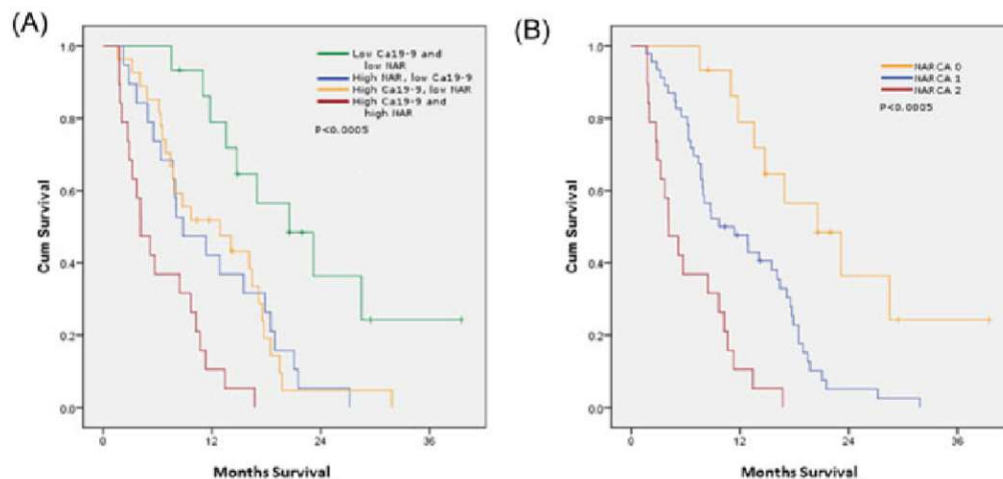 (A)
1.0
0.8
0.6
0.4
0.2
0.0
Cum Survival
0
12
24
36
Months Survival
Low Ca19-9 and
low NAR
High NAR, low Ca19-9
High Ca19-9, low NAR
High Ca19-9 and
high NAR
P<0.0005
(B)
1.0
0.8
0.6
0.4
0.2
0.0
Cum Survival
0
12
24
36
Months Survival
NARCA 0
NARCA 1
NARCA 2
P<0.0005